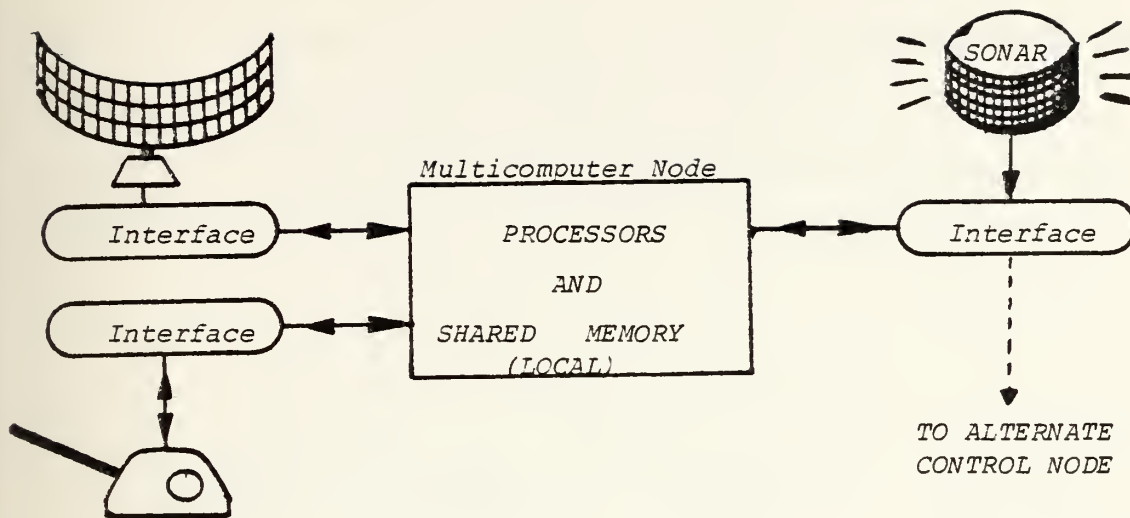 SONAR
Multicomputer Node
Interface
PROCESSORS
Interface
AND
Interface
SHARED MEMORY
(LOCAL)
TO ALTERNATE
CONTROL NODE